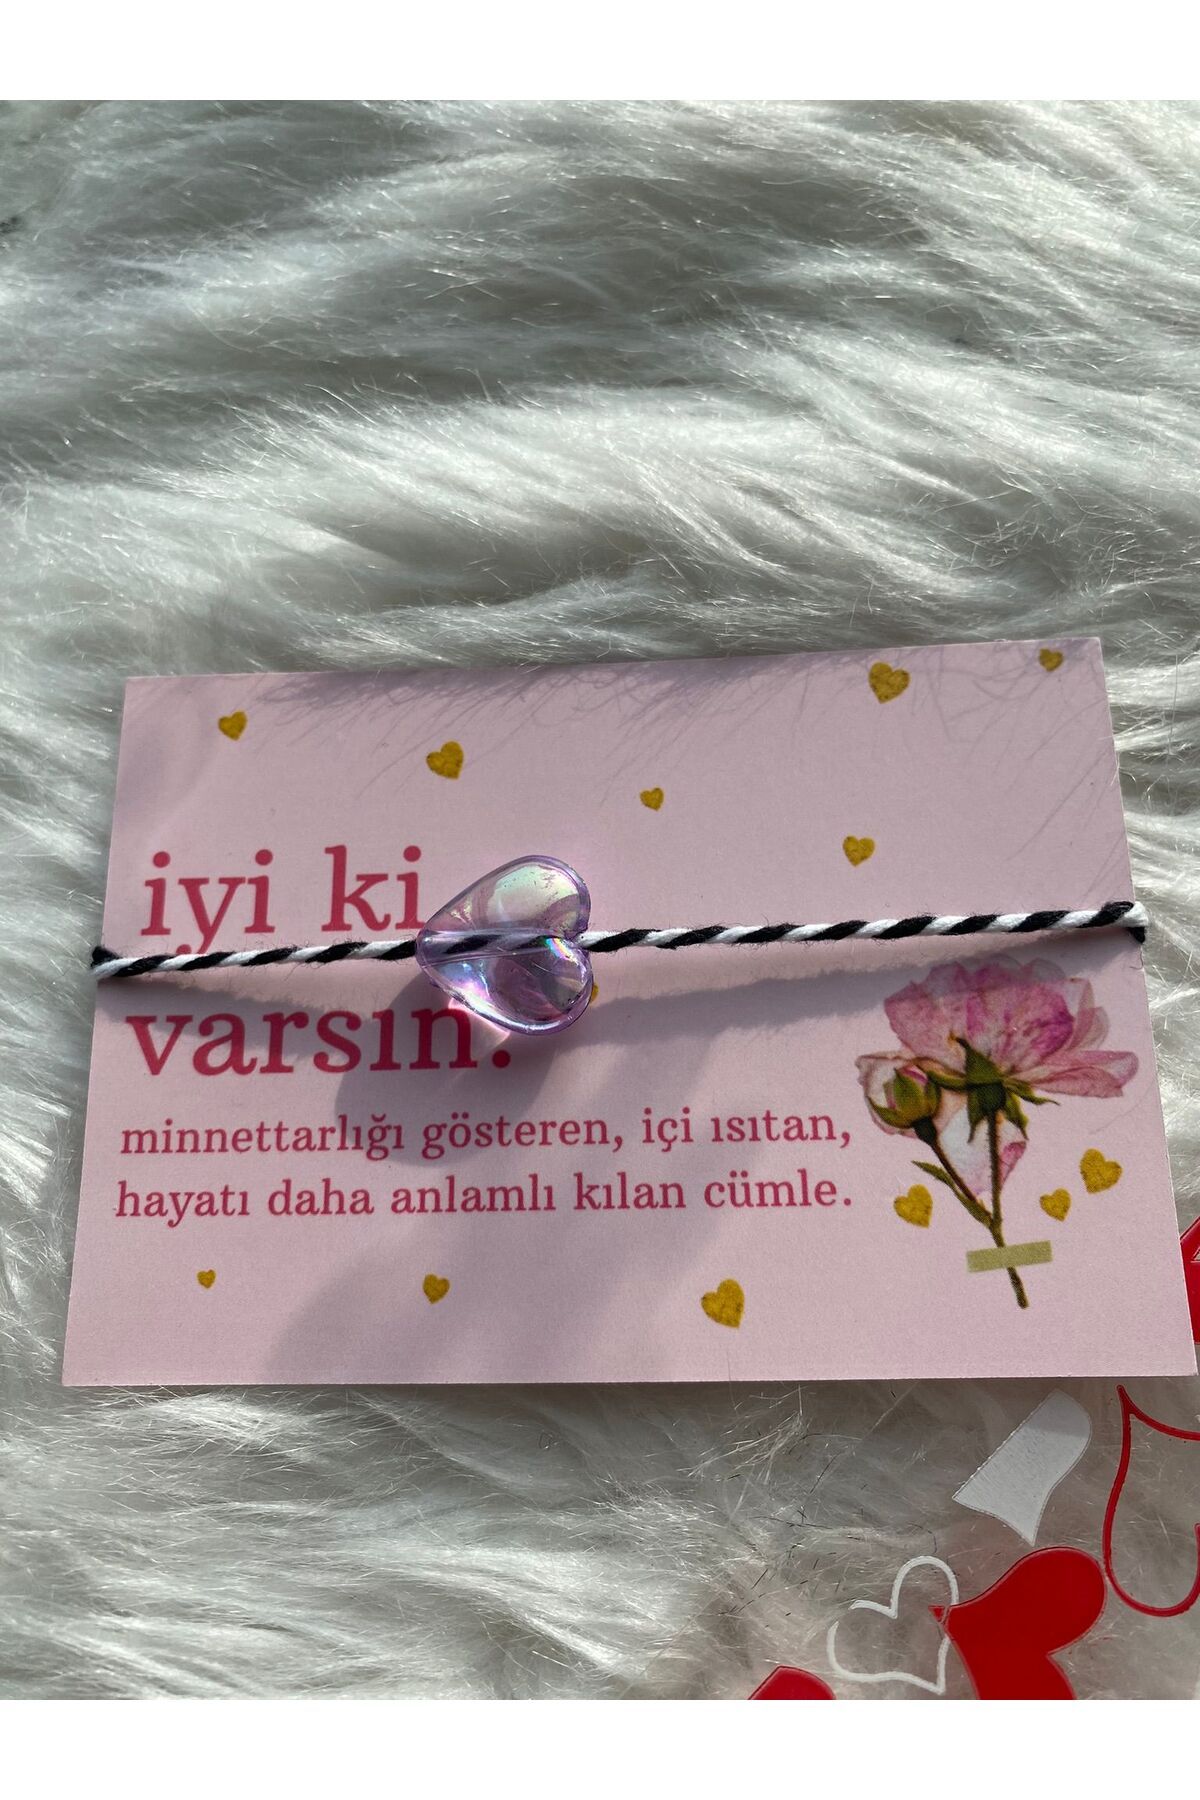 iyi ki
varsın.
minnettarlığı gösteren, içi ısıtan,
hayatı daha anlamlı kılan cümle.